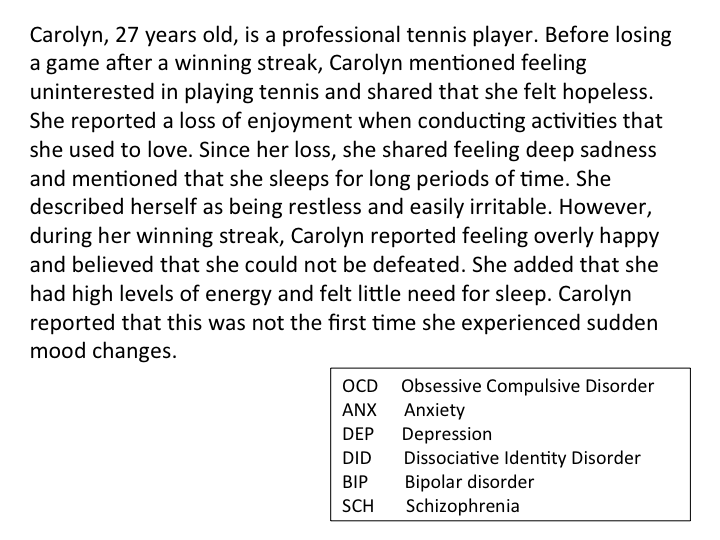 Carolyn, 27 years old, is a professional tennis player. Before losing
a game after a winning streak, Carolyn mentioned feeling
uninterested in playing tennis and shared that she felt hopeless.
She reported a loss of enjoyment when conducting activities that
she used to love. Since her loss, she shared feeling deep sadness
and mentioned that she sleeps for long periods of time. She
described herself as being restless and easily irritable. However,
during her winning streak, Carolyn reported feeling overly happy
and believed that she could not be defeated. She added that she
had high levels of energy and felt little need for sleep. Carolyn
reported that this was not the first time she experienced sudden
mood changes.
OCD Obsessive Compulsive Disorder
ANX Anxiety
DEP Depression
DID Dissociative Identity Disorder
BIP Bipolar disorder
SCH Schizophrenia